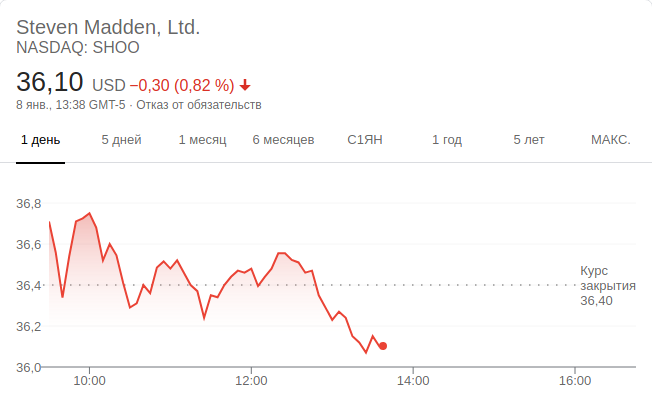 Steven Madden, Ltd.
NASDAQ: SHOO
36,10 USD −0,30 (0,82 %)
8 янв., 13:38 GMT-5 · Отказ от обязательств
1 день 5 дней 1 месяц 6 месяцев С1ЯН 1 год 5 лет МАКС.
36,8
36,6
36,4
36,2
36,0
Курс
закрытия
36,40
10:00 12:00 14:00 16:00